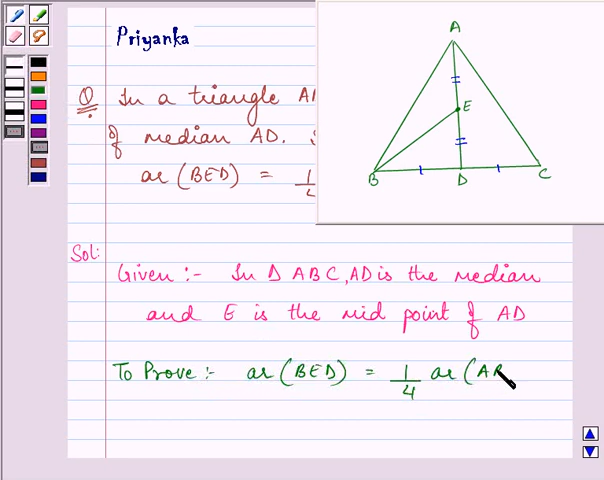 Priyanka
Q In a triangle A
of median AD.
ar (BED) = 1/4
A
E
B
D
C
Sol:
Given :- In Δ ABC, AD is the median
and E is the mid point of AD
To Prove :- ar (BED) = 1/4 ar (AB